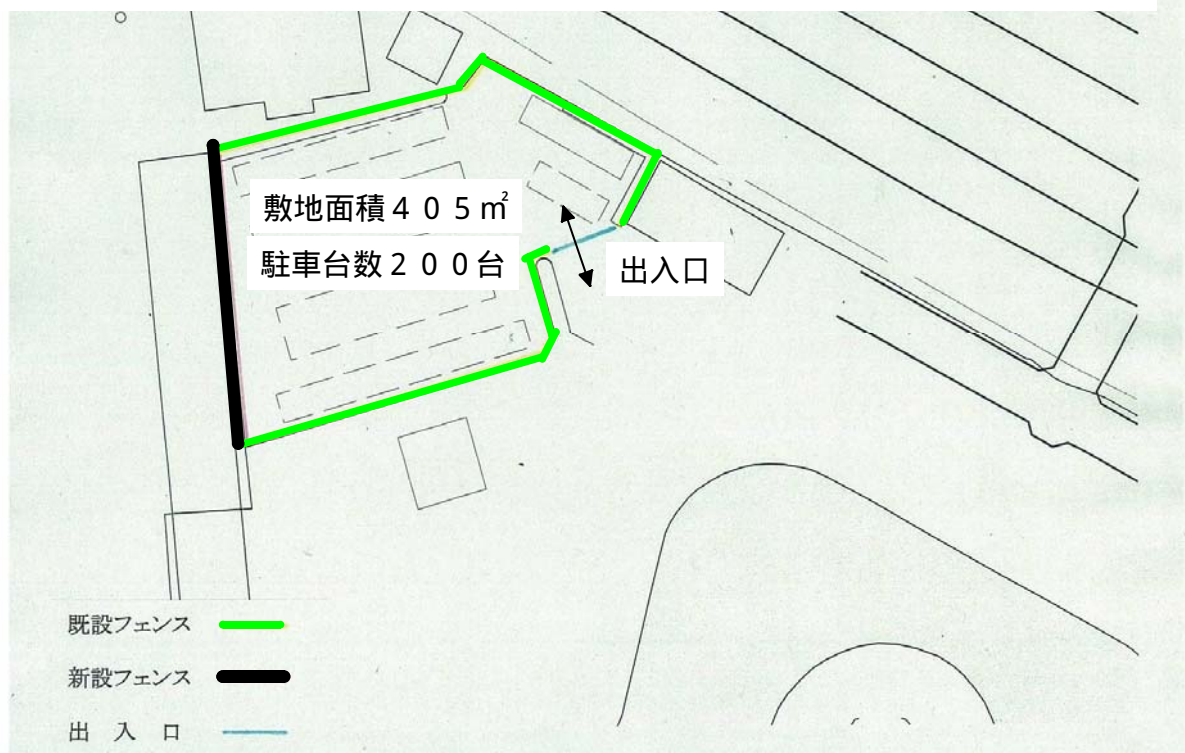 敷地面積４０５㎡
駐車台数２００台
出入口
既設フェンス
新設フェンス
出入口